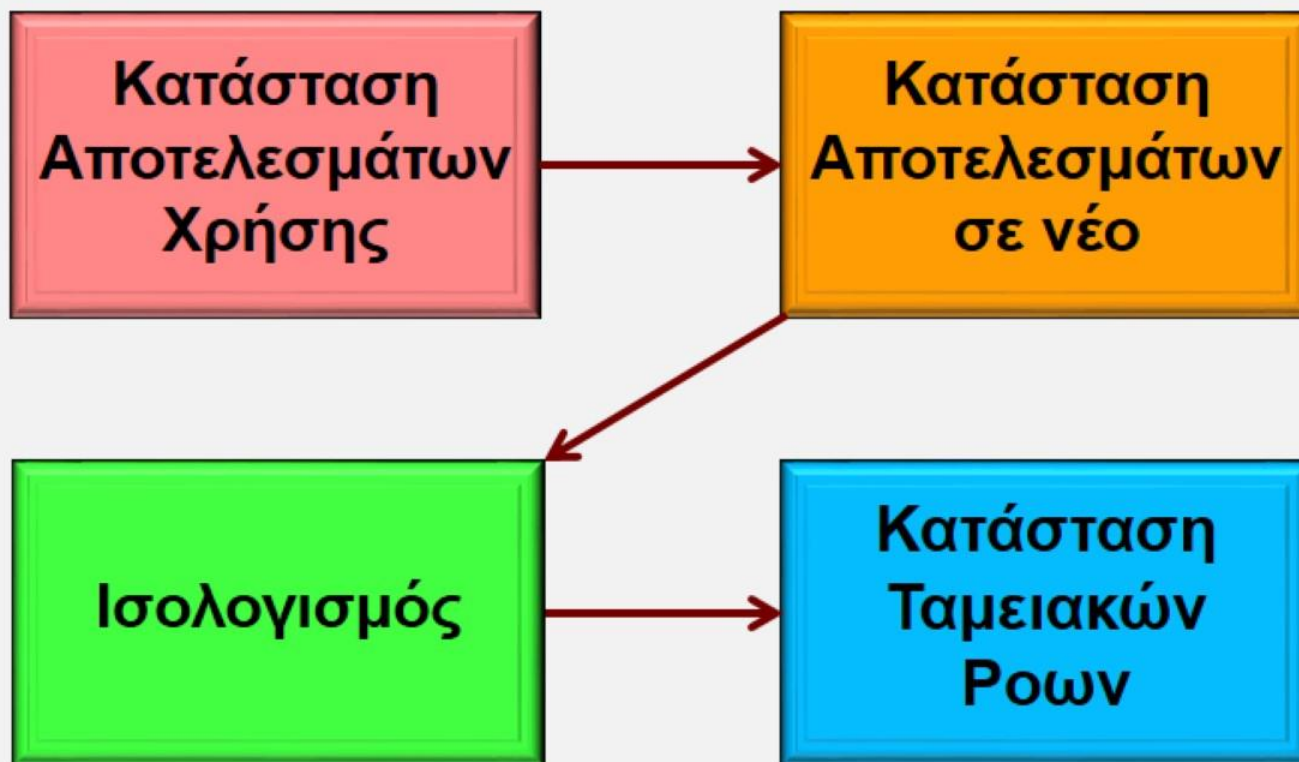 Κατάσταση
Αποτελεσμάτων
Χρήσης
Κατάσταση
Αποτελεσμάτων
σε νέο
Ισολογισμός
Κατάσταση
Ταμειακών
Ροων